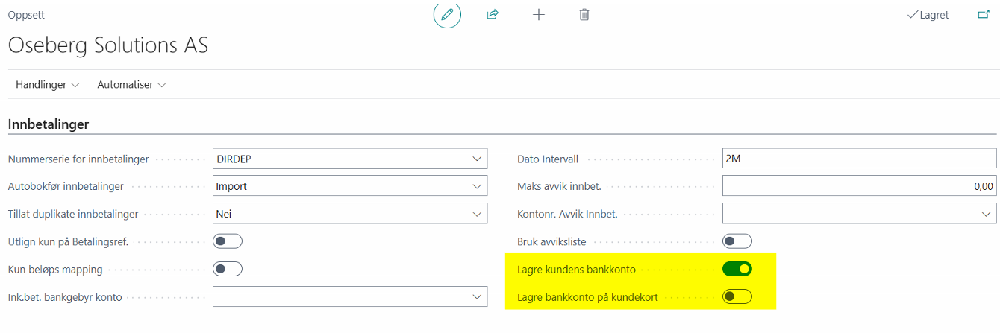 Oppsett
Lagret
Oseberg Solutions AS
Handlinger Automatiser
Innbetalinger
Nummerserie for innbetalinger DIRDEP
Autobokfør innbetalinger Import
Tillat duplikate innbetalinger Nei
Utlign kun på Betalingsref.
Kun beløps mapping
Ink.bet. bankgebyr konto
Dato Intervall 2M
Maks avvik innbet. 0,00
Kontonr. Avvik Innbet.
Bruk avviksliste
Lagre kundens bankkonto
Lagre bankkonto på kundekort